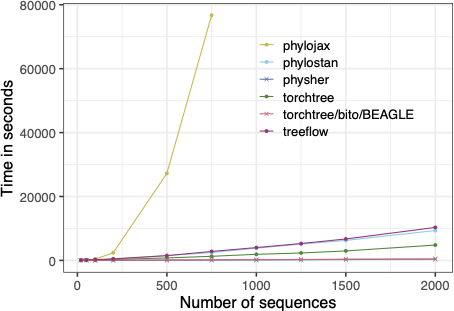 80000
60000
40000
20000
0
Time in seconds
phylojax
phylostan
physher
torchtree
torchtree/bito/BEAGLE
treeflow
0 500 1000 1500 2000
Number of sequences